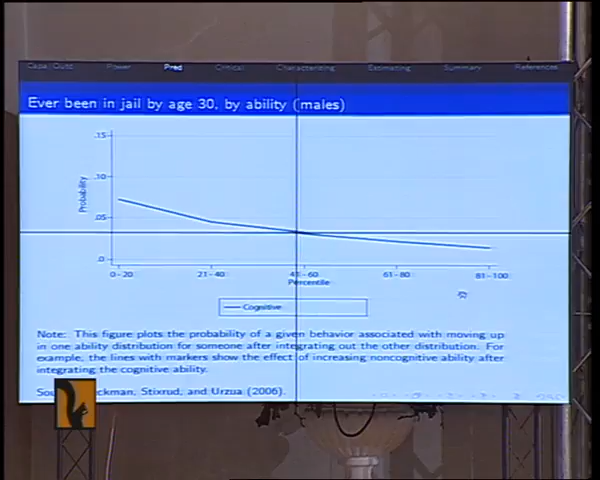 Power Pred Critical Characterizing Estimating Summary References
Ever been in jail by age 30, by ability (males)
.15
.10
.05
.0
Probability
0-20 21-40 41-60 61-80 81-100
Percentile
Cognitive
Note: This figure plots the probability of a given behavior associated with moving up
in one ability distribution for someone after integrating out the other distribution. For
example, the lines with markers show the effect of increasing noncognitive ability after
integrating the cognitive ability.
Stixrud, and Urzua (2006).